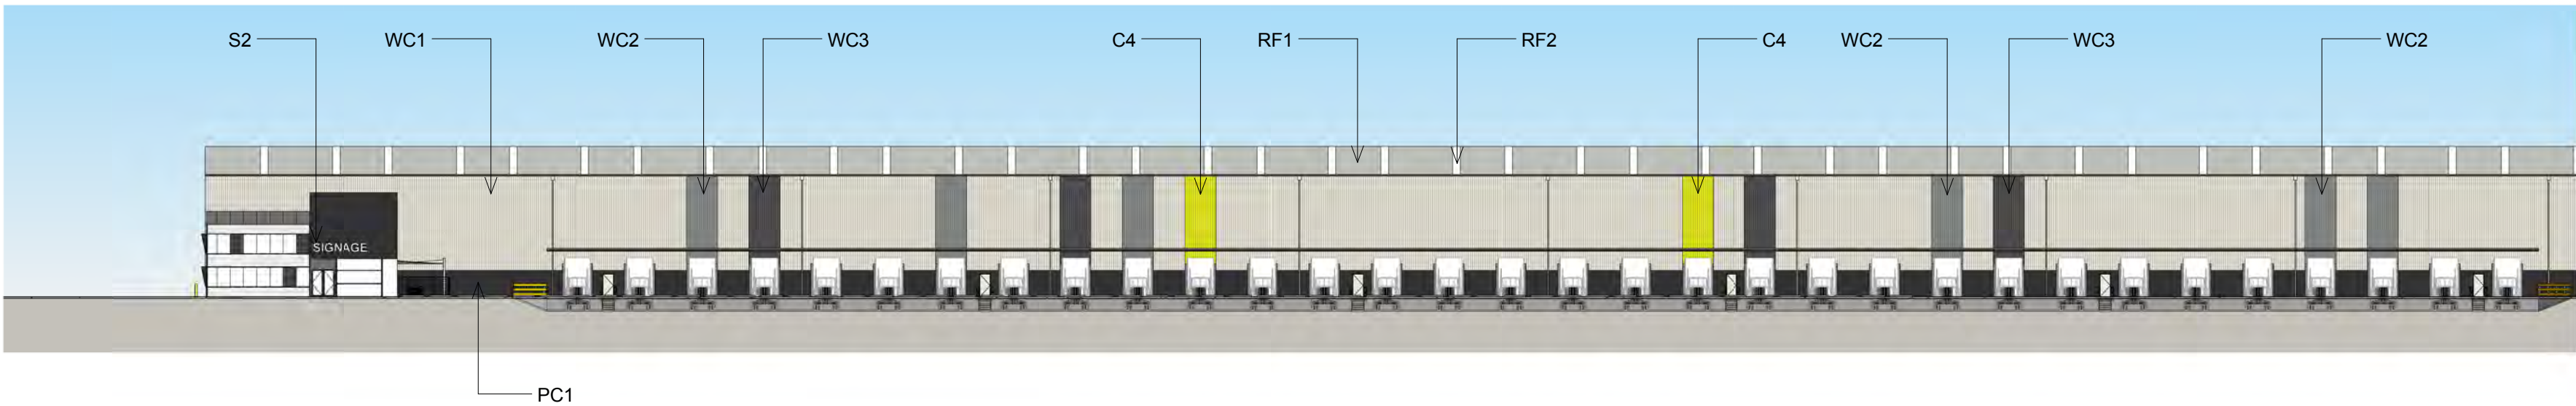 S2
WC1
WC2
WC3
C4
RF1
RF2
C4
WC2
WC3
WC2
SIGNAGE
PC1